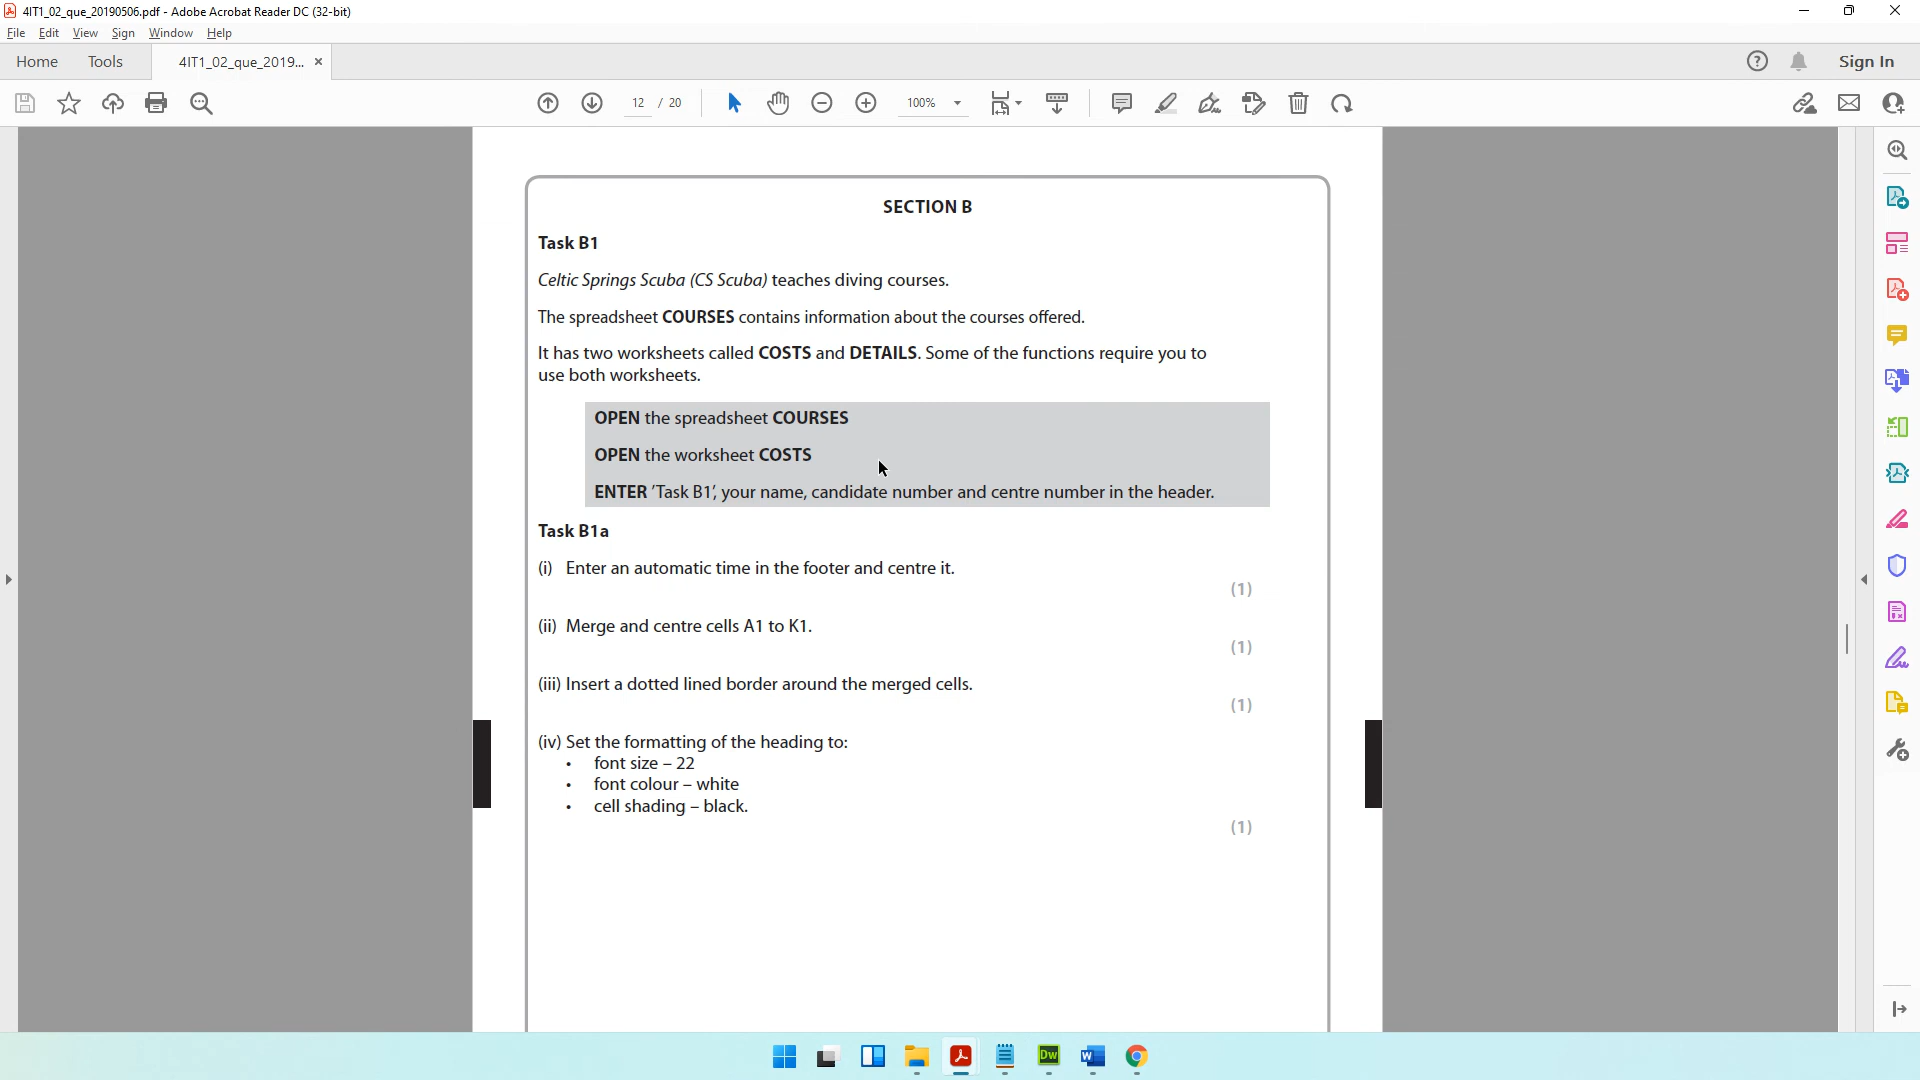 4IT1_02_que_20190506.pdf - Adobe Acrobat Reader DC (32-bit)
File Edit View Sign Window Help
Home Tools 4IT1_02_que_2019... ×
Sign In
12 / 20
100%
SECTION B
Task B1
Celtic Springs Scuba (CS Scuba) teaches diving courses.
The spreadsheet COURSES contains information about the courses offered.
It has two worksheets called COSTS and DETAILS. Some of the functions require you to
use both worksheets.
OPEN the spreadsheet COURSES
OPEN the worksheet COSTS
ENTER ‘Task B1’, your name, candidate number and centre number in the header.
Task B1a
(i) Enter an automatic time in the footer and centre it.
(1)
(ii) Merge and centre cells A1 to K1.
(1)
(iii) Insert a dotted lined border around the merged cells.
(1)
(iv) Set the formatting of the heading to:
• font size – 22
• font colour – white
• cell shading – black.
(1)
Dw
W